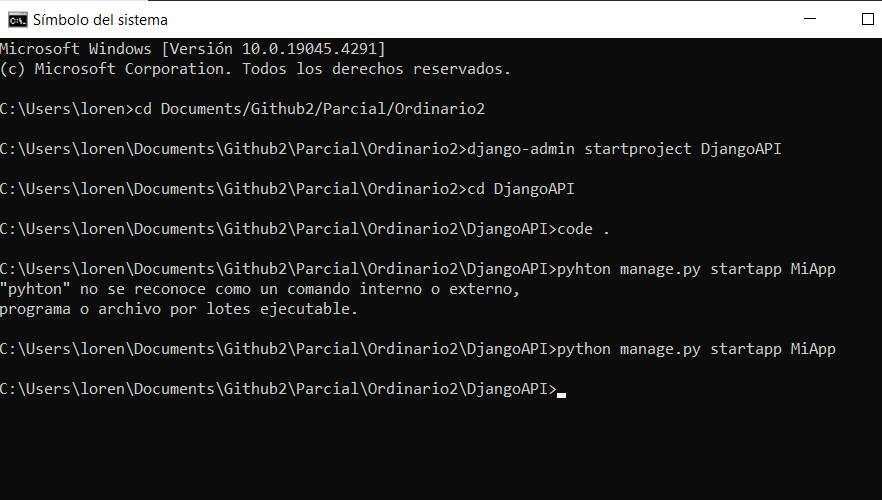 Símbolo del sistema
Microsoft Windows [Versión 10.0.19045.4291]
(c) Microsoft Corporation. Todos los derechos reservados.
C:\Users\loren>cd Documents/Github2/Parcial/Ordinario2
C:\Users\loren\Documents\Github2\Parcial\Ordinario2>django-admin startproject DjangoAPI
C:\Users\loren\Documents\Github2\Parcial\Ordinario2>cd DjangoAPI
C:\Users\loren\Documents\Github2\Parcial\Ordinario2\DjangoAPI>code .
C:\Users\loren\Documents\Github2\Parcial\Ordinario2\DjangoAPI>pyhton manage.py startapp MiApp
"pyhton" no se reconoce como un comando interno o externo,
programa o archivo por lotes ejecutable.
C:\Users\loren\Documents\Github2\Parcial\Ordinario2\DjangoAPI>python manage.py startapp MiApp
C:\Users\loren\Documents\Github2\Parcial\Ordinario2\DjangoAPI>